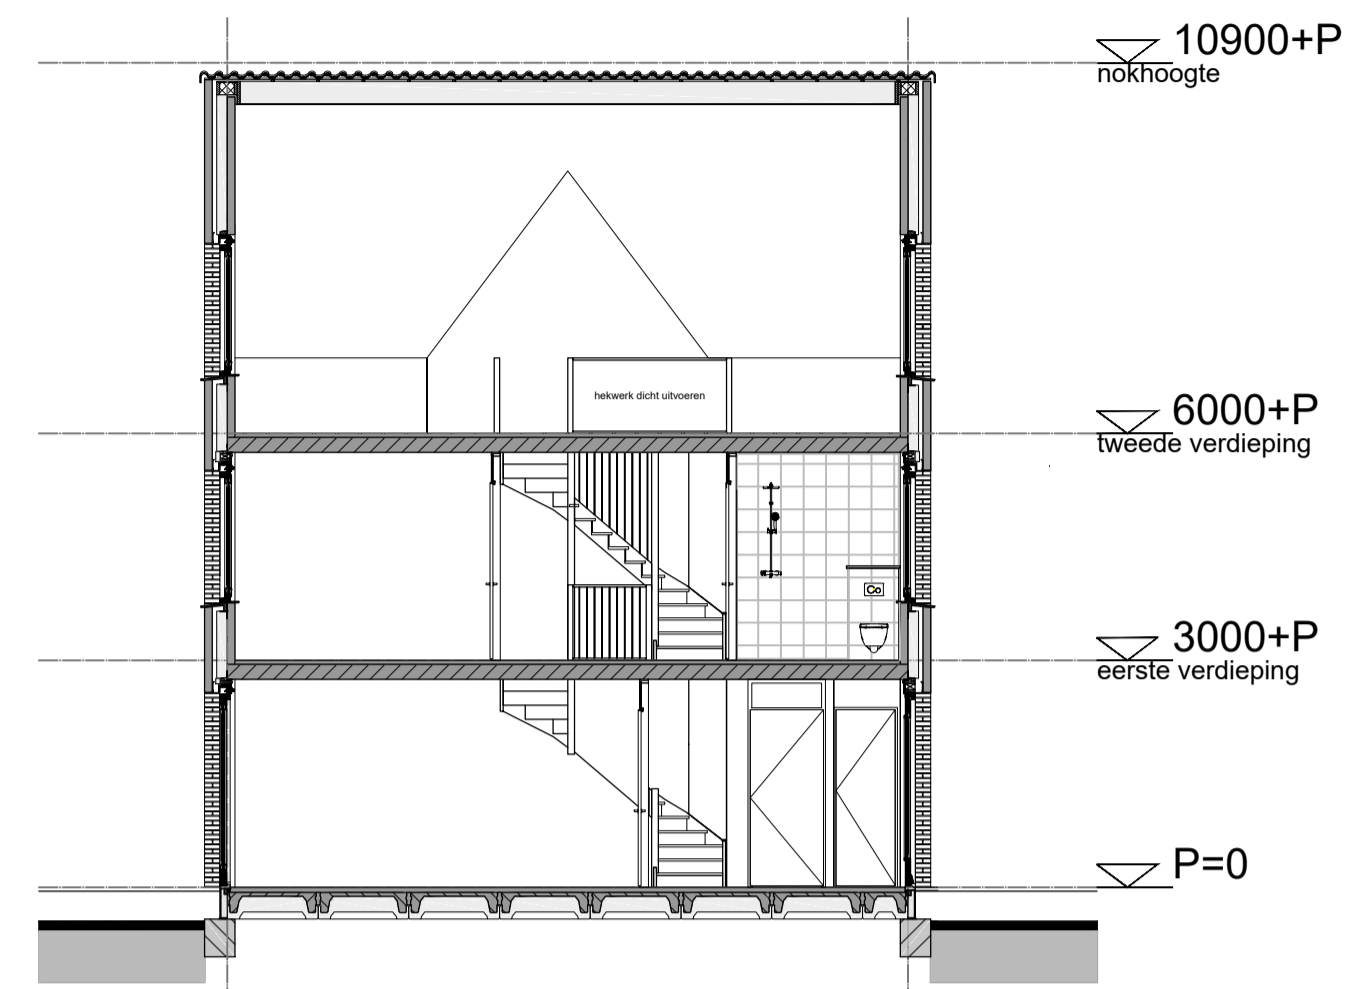 10900+P
nokhoogte
hekwerk dicht uitvoeren
6000+P
tweede verdieping
3000+P
eerste verdieping
P=0